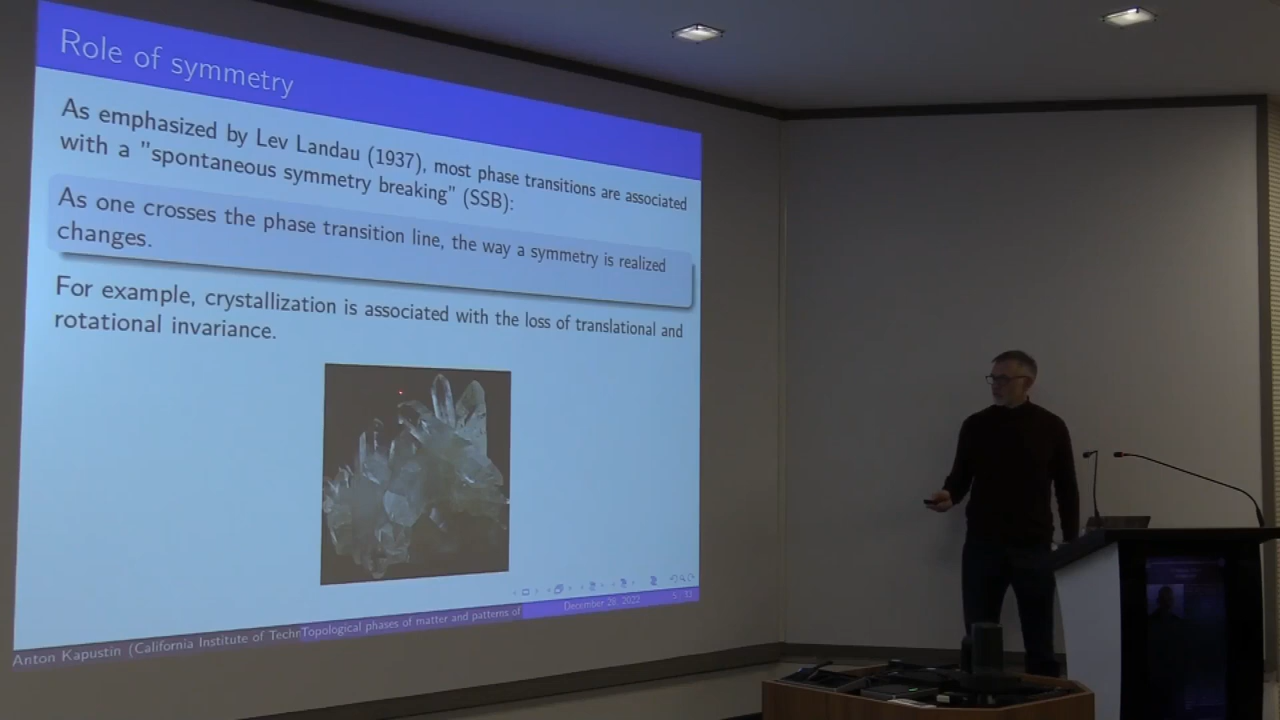 Role of symmetry
As emphasized by Lev Landau (1937), most phase transitions are associated
with a "spontaneous symmetry breaking" (SSB):
As one crosses the phase transition line, the way a symmetry is realized
changes.
For example, crystallization is associated with the loss of translational and
rotational invariance.
Anton Kapustin (California Institute of Techn Topological phases of matter and patterns of December 28, 2022